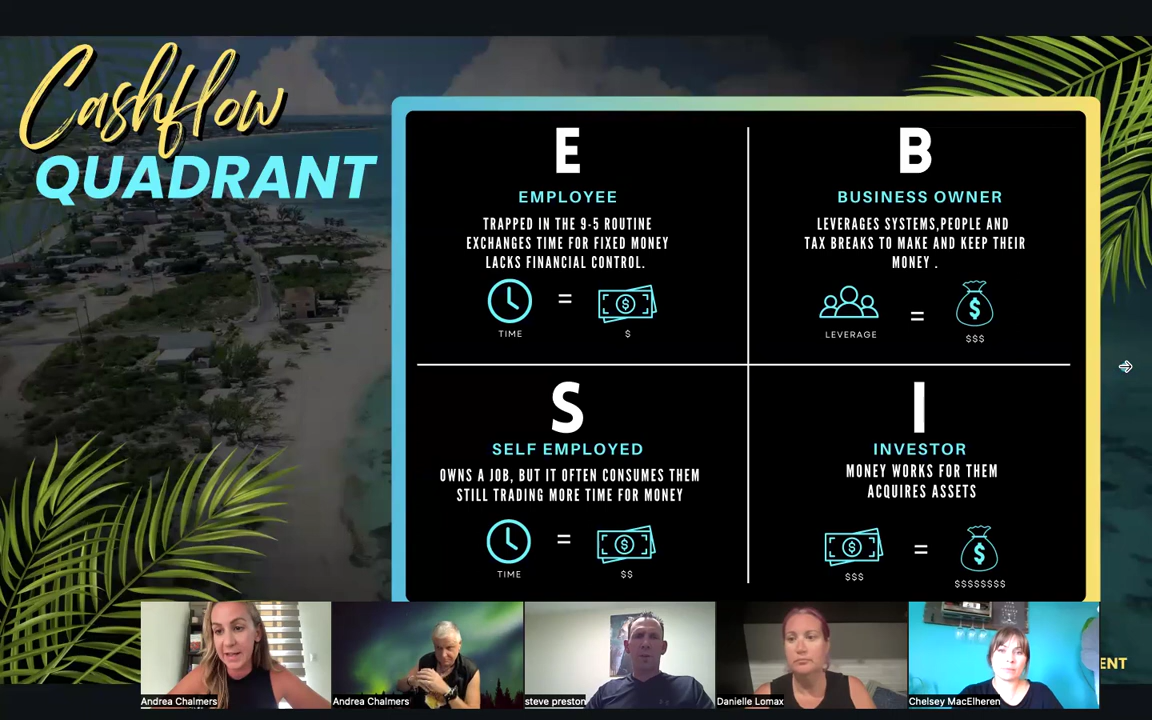 Cashflow
QUADRANT
E
EMPLOYEE
TRAPPED IN THE 9-5 ROUTINE
EXCHANGES TIME FOR FIXED MONEY
LACKS FINANCIAL CONTROL.
=
TIME
$
B
BUSINESS OWNER
LEVERAGES SYSTEMS,PEOPLE AND
TAX BREAKS TO MAKE AND KEEP THEIR
MONEY .
=
LEVERAGE
$$$
S
SELF EMPLOYED
OWNS A JOB, BUT IT OFTEN CONSUMES THEM
STILL TRADING MORE TIME FOR MONEY
=
TIME
$$
I
INVESTOR
MONEY WORKS FOR THEM
ACQUIRES ASSETS
=
$$$
$$$$$$$$
ENT
Andrea Chalmers
Andrea Chalmers
steve preston
Danielle Lomax
Chelsey MacElheren